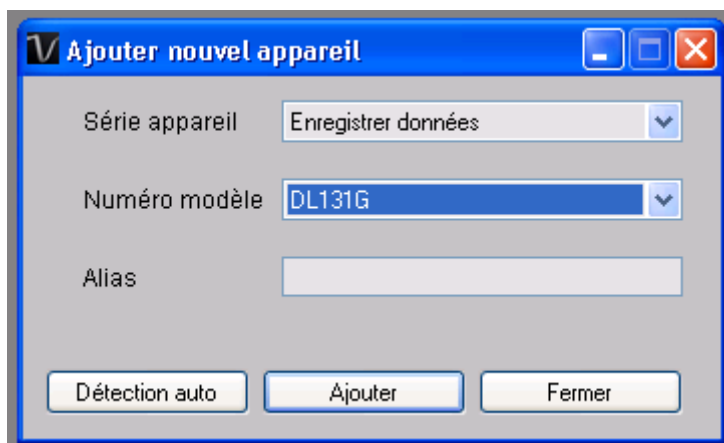 Ajouter nouvel appareil
Série appareil Enregistrer données
Numéro modèle DL131G
Alias
Détection auto Ajouter Fermer